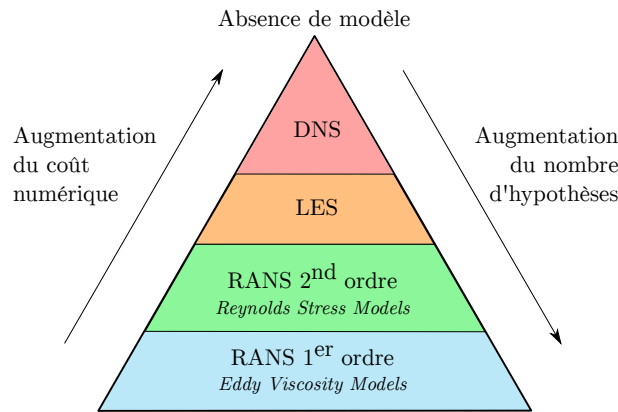 Absence de modèle
DNS
Augmentation
du coût
numérique
Augmentation
du nombre
d'hypothèses
LES
RANS 2nd ordre
Reynolds Stress Models
RANS 1er ordre
Eddy Viscosity Models